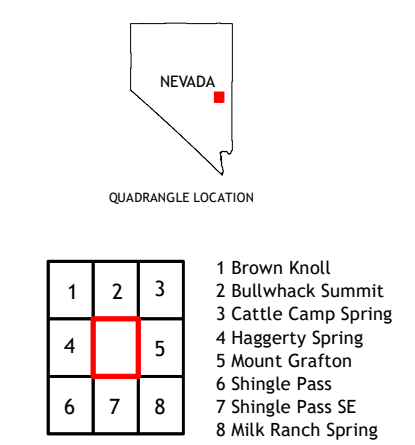 NEVADA
QUADRANGLE LOCATION
1 2 3
4 5
6 7 8
1 Brown Knoll
2 Bullwhack Summit
3 Cattle Camp Spring
4 Haggerty Spring
5 Mount Grafton
6 Shingle Pass
7 Shingle Pass SE
8 Milk Ranch Spring